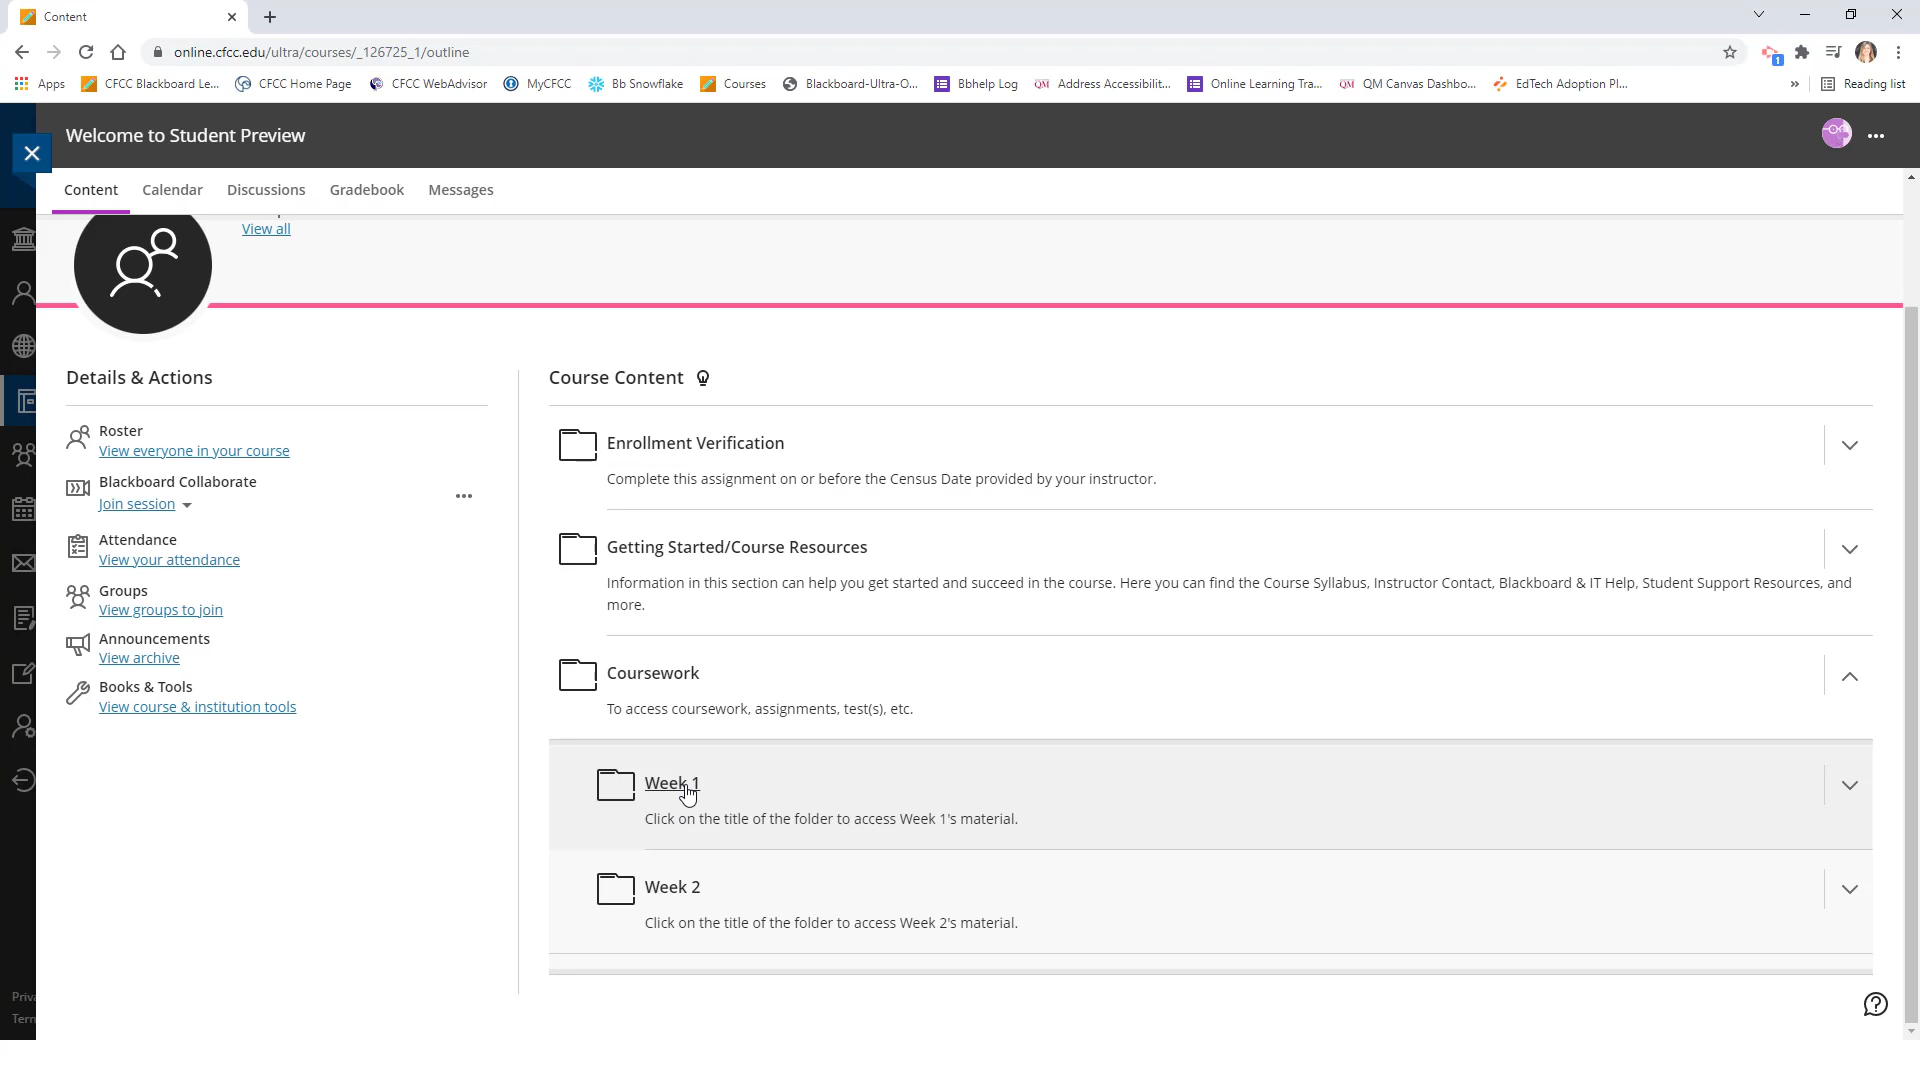 Content
online.cfcc.edu/ultra/courses/_126725_1/outline
Apps
CFCC Blackboard Le...
CFCC Home Page
CFCC WebAdvisor
MyCFCC
Bb Snowflake
Courses
Blackboard-Ultra-O...
Bbhelp Log
QM Address Accessibilit...
Online Learning Tra...
QM QM Canvas Dashbo...
EdTech Adoption Pl...
»
Reading list
1
Welcome to Student Preview
Content
Calendar
Discussions
Gradebook
Messages
View all
Details & Actions
Roster
View everyone in your course
Blackboard Collaborate
Join session
Attendance
View your attendance
Groups
View groups to join
Announcements
View archive
Books & Tools
View course & institution tools
Course Content
Enrollment Verification
Complete this assignment on or before the Census Date provided by your instructor.
Getting Started/Course Resources
Information in this section can help you get started and succeed in the course. Here you can find the Course Syllabus, Instructor Contact, Blackboard & IT Help, Student Support Resources, and
more.
Coursework
To access coursework, assignments, test(s), etc.
Week 1
Click on the title of the folder to access Week 1's material.
Week 2
Click on the title of the folder to access Week 2's material.
Priva
Term